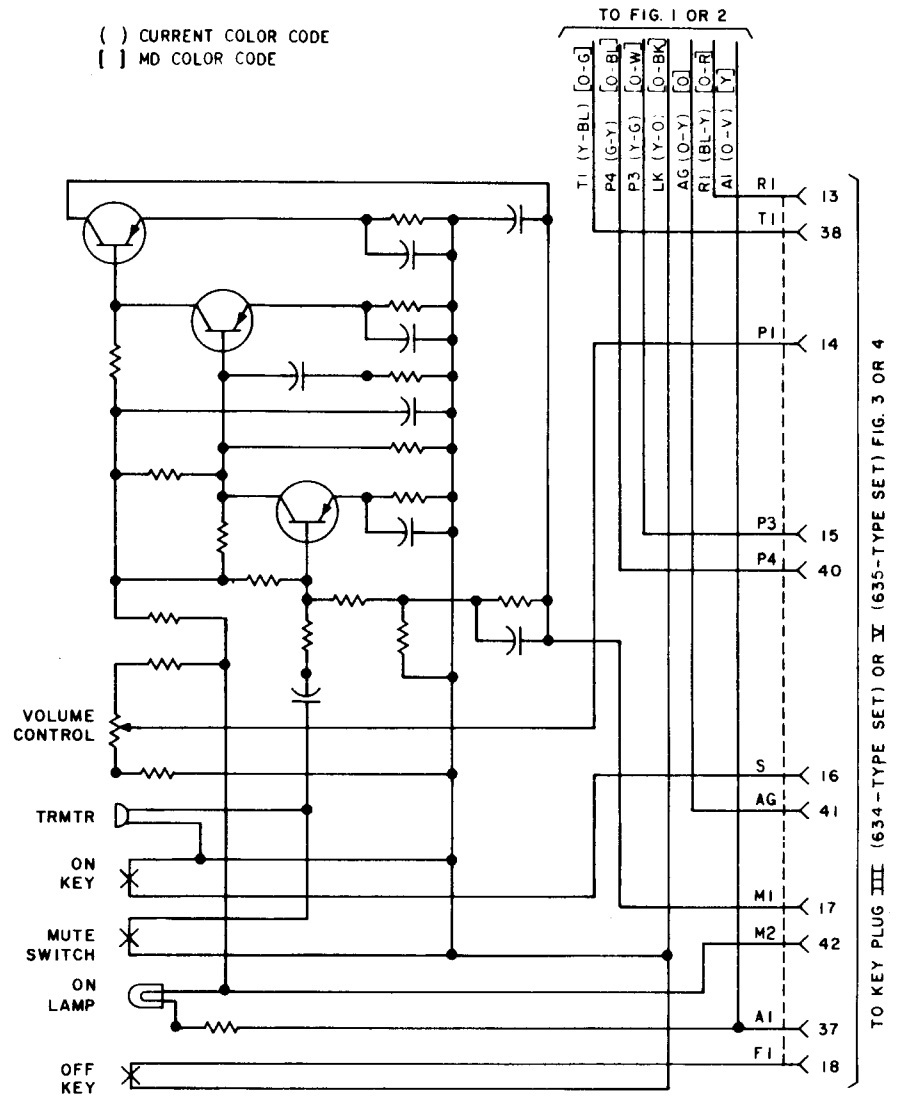 TO FIG. 1 OR 2
( ) CURRENT COLOR CODE
[ ] MD COLOR CODE
T1 (Y-BL) [O-G]
P4 (G-Y) [O-BL]
P3 (Y-G) [O-W]
LK (Y-O) [O-BK]
AG (O-Y) [O]
R1 (BL-Y) [O-R]
A1 (O-V) [Y]
R1 13
T1 38
P1 14
P3 15
P4 40
VOLUME
CONTROL
S 16
AG 41
TRMTR
ON
KEY
M1 17
MUTE
SWITCH
M2 42
ON
LAMP
A1 37
F1 18
OFF
KEY
TO KEY PLUG III (634-TYPE SET) OR V (635-TYPE SET) FIG. 3 OR 4